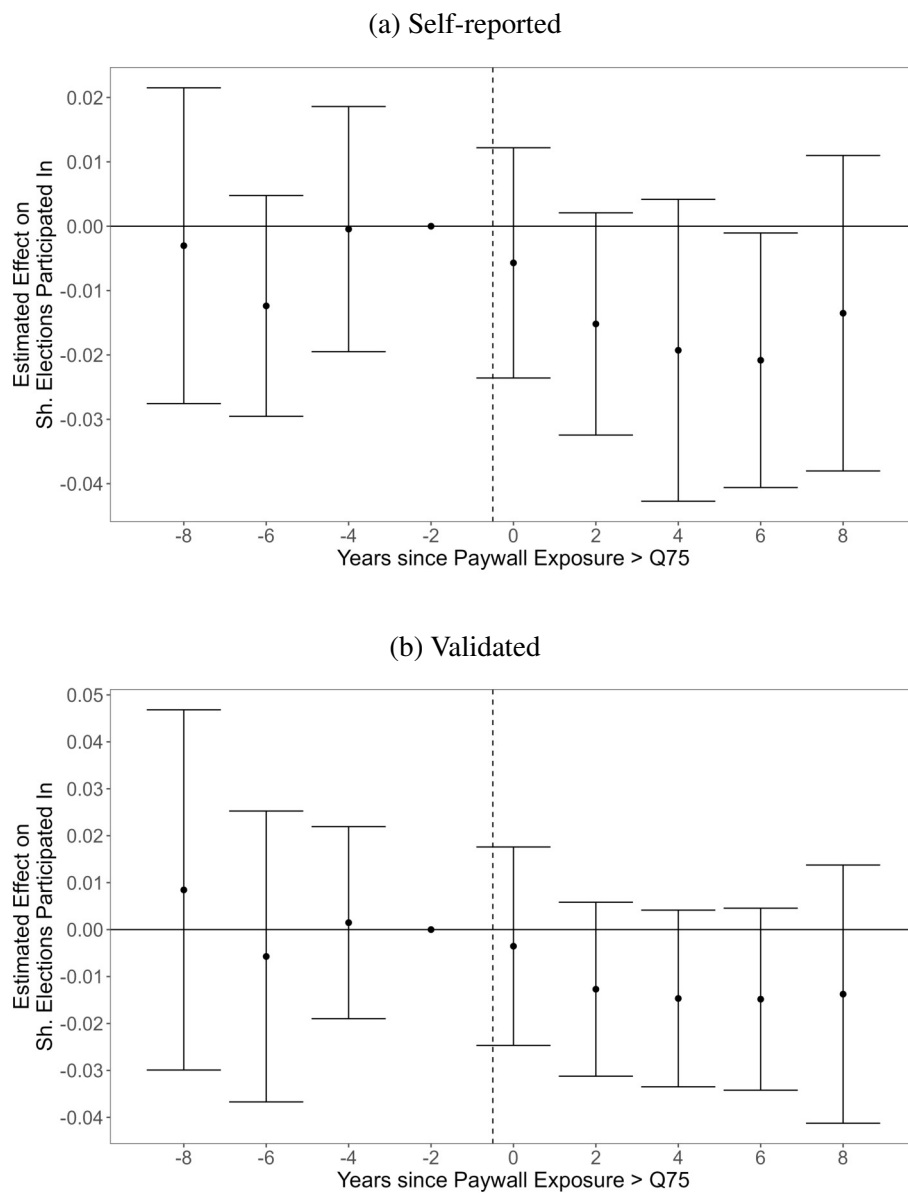 (a) Self-reported
0.02
0.01
0.00
-0.01
-0.02
-0.03
-0.04
Estimated Effect on
Sh. Elections Participated In
-8 -6 -4 -2 0 2 4 6 8
Years since Paywall Exposure > Q75
(b) Validated
0.05
0.04
0.03
0.02
0.01
0.00
-0.01
-0.02
-0.03
-0.04
Estimated Effect on
Sh. Elections Participated In
-8 -6 -4 -2 0 2 4 6 8
Years since Paywall Exposure > Q75